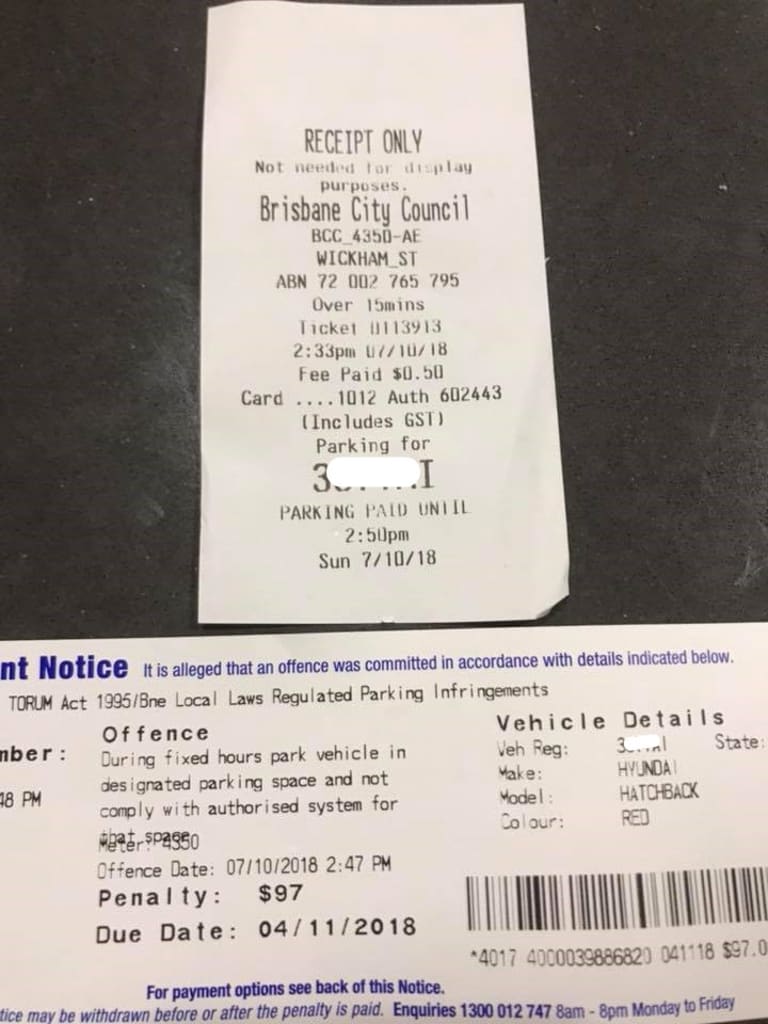 RECEIPT ONLY
Not needed for display
purposes.
Brisbane City Council
BCC_4350-AE
WICKHAM_ST
ABN 72 002 765 795
Over 15mins
Ticket 0113913
2:33pm 07/10/18
Fee Paid $0.50
Card ....1012 Auth 602443
(Includes GST)
Parking for
PARKING PAID UNTIL
2:50pm
Sun 7/10/18
nt Notice It is alleged that an offence was committed in accordance with details indicated below.
TORUM Act 1995/Bne Local Laws Regulated Parking Infringements
mber:
48 PM
Offence
During fixed hours park vehicle in
designated parking space and not
comply with authorised system for
that space
Meter: 4350
Offence Date: 07/10/2018 2:47 PM
Penalty: $97
Due Date: 04/11/2018
Vehicle Details
Veh Reg: State:
Make: HYUNDAI
Model: HATCHBACK
Colour: RED
*4017 4000039886820 041118 $97.0
For payment options see back of this Notice.
tice may be withdrawn before or after the penalty is paid. Enquiries 1300 012 747 8am - 8pm Monday to Friday